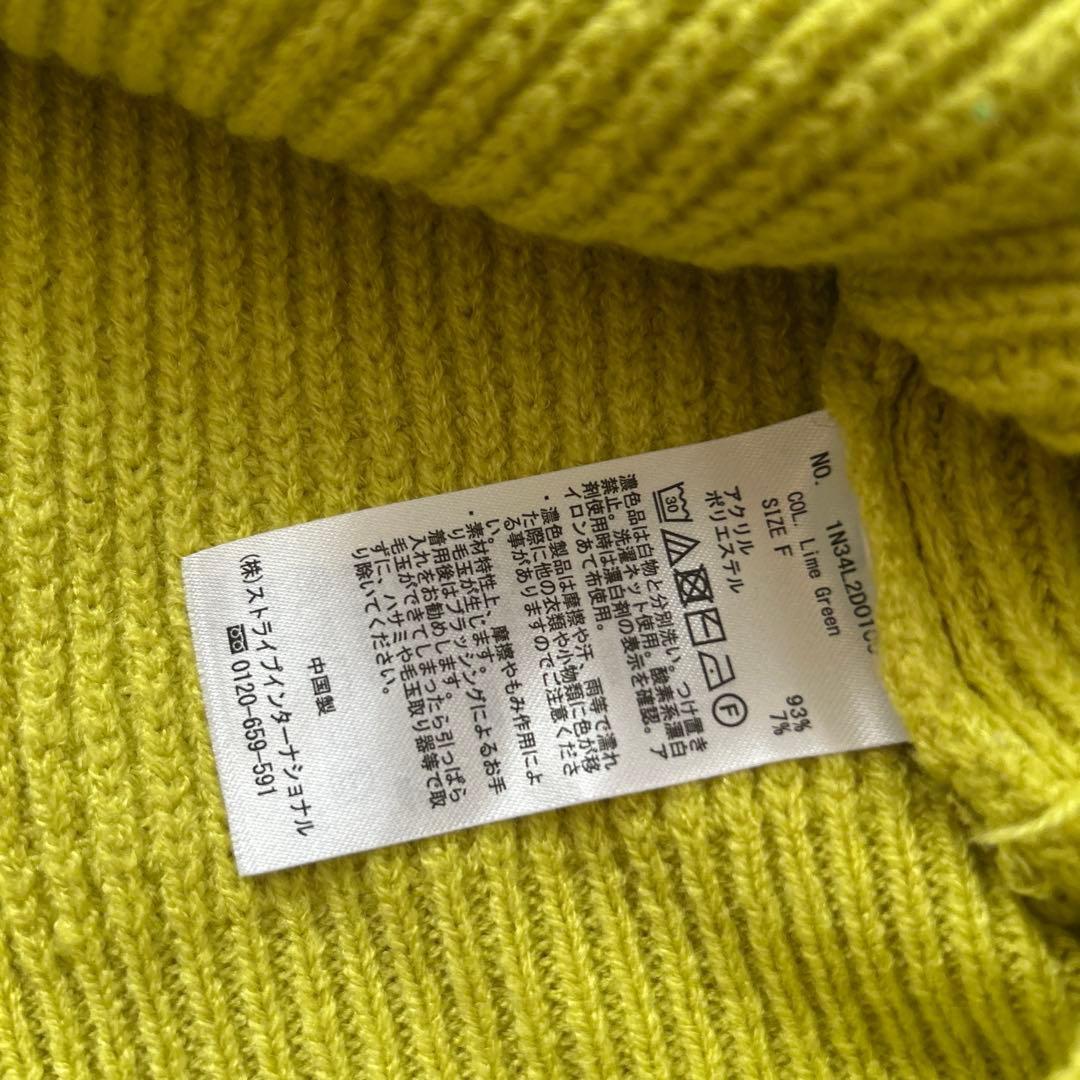 NO.
1N34L2D01
COL. Lime Green
SIZE F
アクリル 93%
ポリエステル 7%
30
F
濃色品は白物と分別洗い。つけ置き
禁止。洗濯ネット使用。酸素系漂白
剤使用時は漂白剤の表示を確認。ア
イロンあて布使用。
・濃色製品は摩擦や汗、雨等で濡れ
た際に他の衣類や小物類に色が移
る事がありますのでご注意くださ
い。
・素材特性上、摩擦やもみ作用によ
り毛玉が生じます。
着用後はブラッシングによるお手
入れをお勧めします。
毛玉ができてしまったら引っぱら
ずに、ハサミや毛玉取り器等で取
り除いてください。
中国製
(株)ストライプインターナショナル
0120-659-591